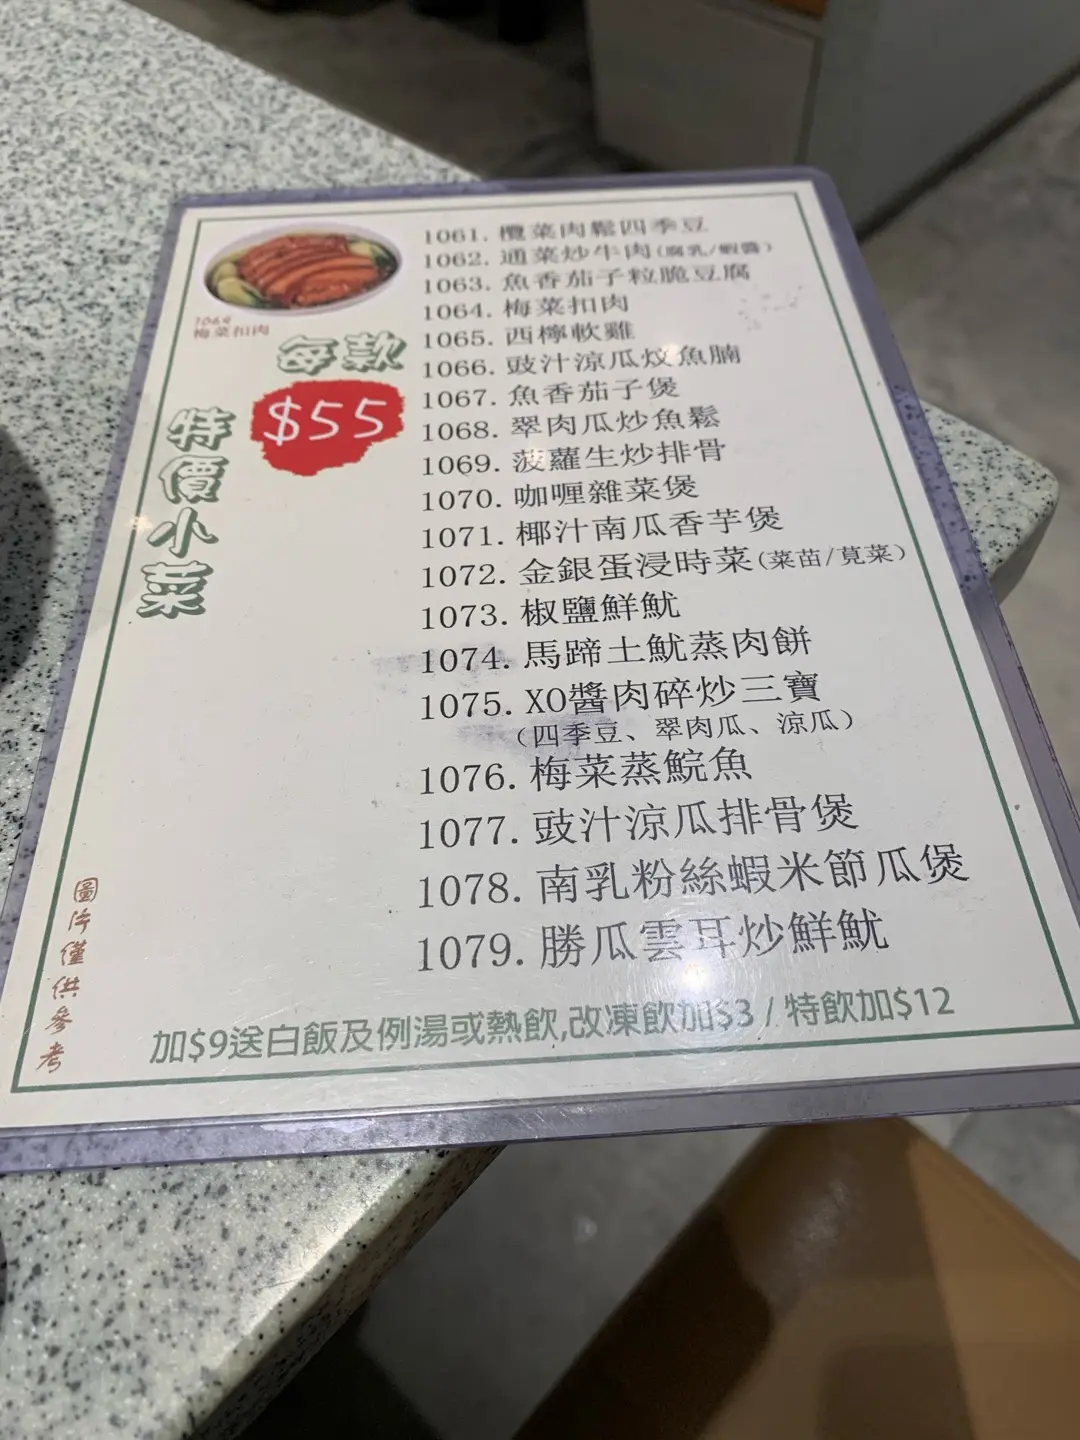 1064
梅菜扣肉
每款
$55
特價小菜
1061. 欖菜肉鬆四季豆
1062. 通菜炒牛肉(腐乳/蝦醬)
1063. 魚香茄子粒脆豆腐
1064. 梅菜扣肉
1065. 西檸軟雞
1066. 豉汁涼瓜炆魚腩
1067. 魚香茄子煲
1068. 翠肉瓜炒魚鬆
1069. 菠蘿生炒排骨
1070. 咖喱雜菜煲
1071. 椰汁南瓜香芋煲
1072. 金銀蛋浸時菜(菜苗/莧菜)
1073. 椒鹽鮮魷
1074. 馬蹄土魷蒸肉餅
1075. XO醬肉碎炒三寶
(四季豆、翠肉瓜、涼瓜)
1076. 梅菜蒸鯇魚
1077. 豉汁涼瓜排骨煲
1078. 南乳粉絲蝦米節瓜煲
1079. 勝瓜雲耳炒鮮魷
圖片僅供參考
加$9送白飯及例湯或熱飲,改凍飲加$3 / 特飲加$12